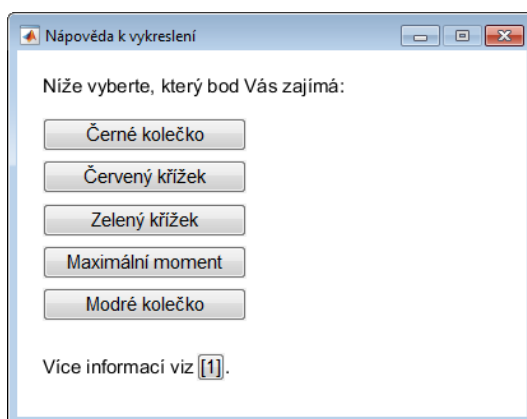 Nápověda k vykreslení
Níže vyberte, který bod Vás zajímá:
Černé kolečko
Červený křížek
Zelený křížek
Maximální moment
Modré kolečko
Více informací viz [1].